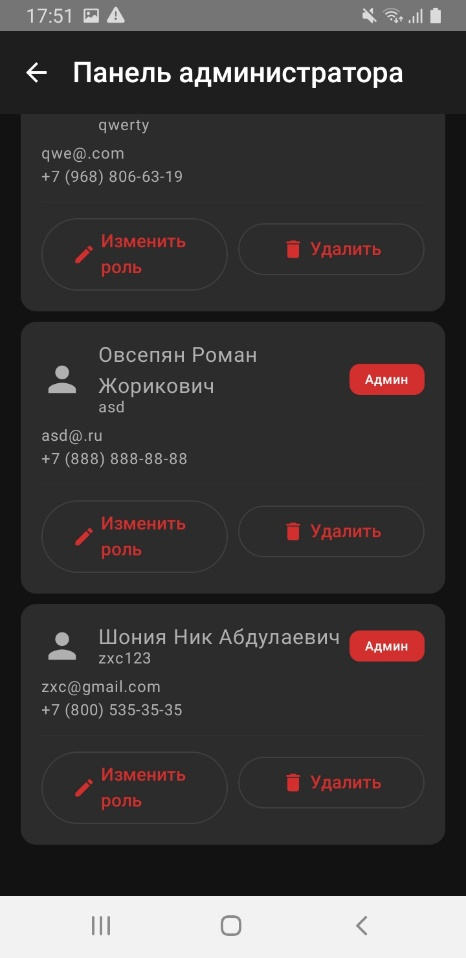 17:51
Панель администратора
qwerty
qwe@.com
+7 (968) 806-63-19
Изменить
роль
Удалить
Овсепян Роман
Жорикович
Админ
asd
asd@.ru
+7 (888) 888-88-88
Изменить
роль
Удалить
Шония Ник Абдулаевич
Админ
zxc123
zxc@gmail.com
+7 (800) 535-35-35
Изменить
роль
Удалить